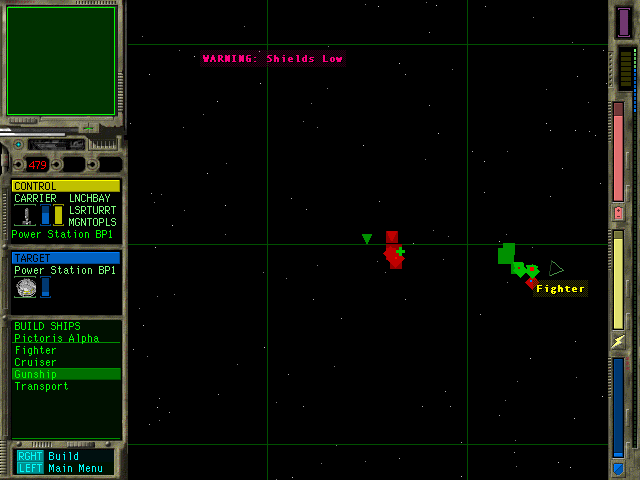 WARNING: Shields Low
479
CONTROL
CARRIER LNCHBAY
LSRTURRT
MGNTOPLS
Power Station BP1
TARGET
Power Station BP1
Fighter
BUILD SHIPS
Pictoris Alpha
Fighter
Cruiser
Gunship
Transport
RGHT Build
LEFT Main Menu